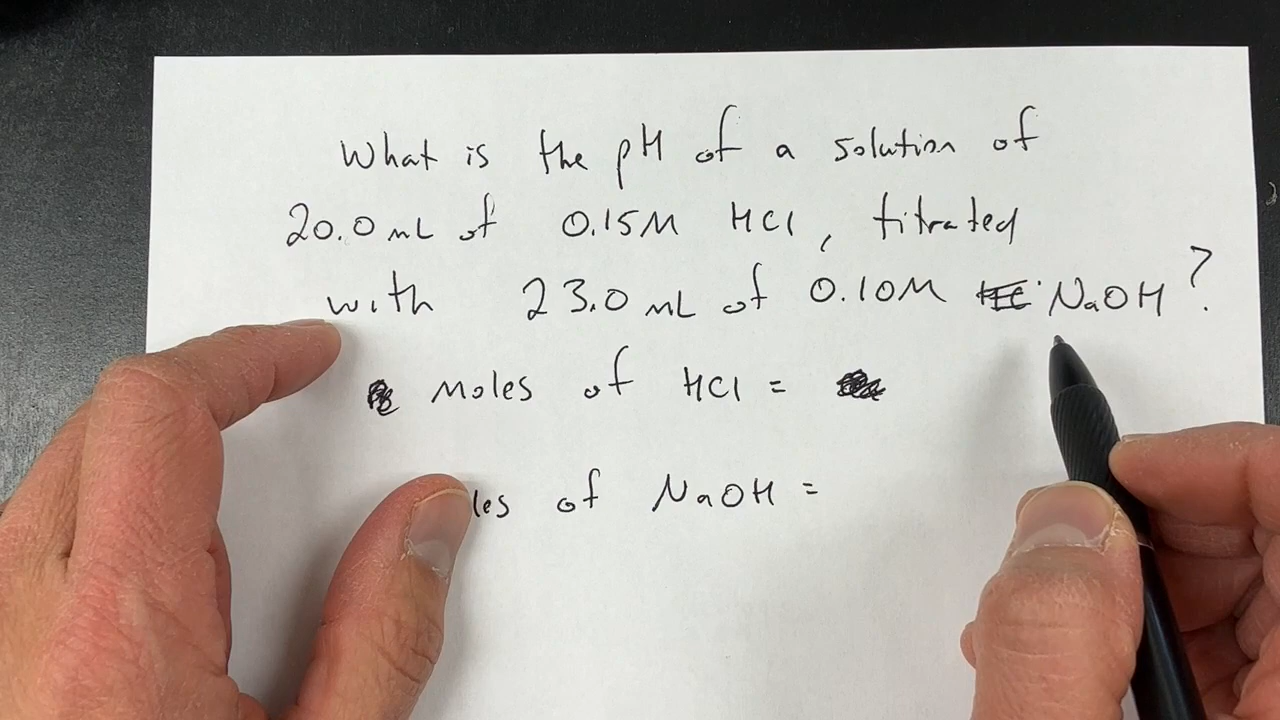 What is the pH of a solution of
20.0 mL of 0.15M HCl, titrated
with 23.0 mL of 0.10M NaOH?
moles of HCl =
les of NaOH =